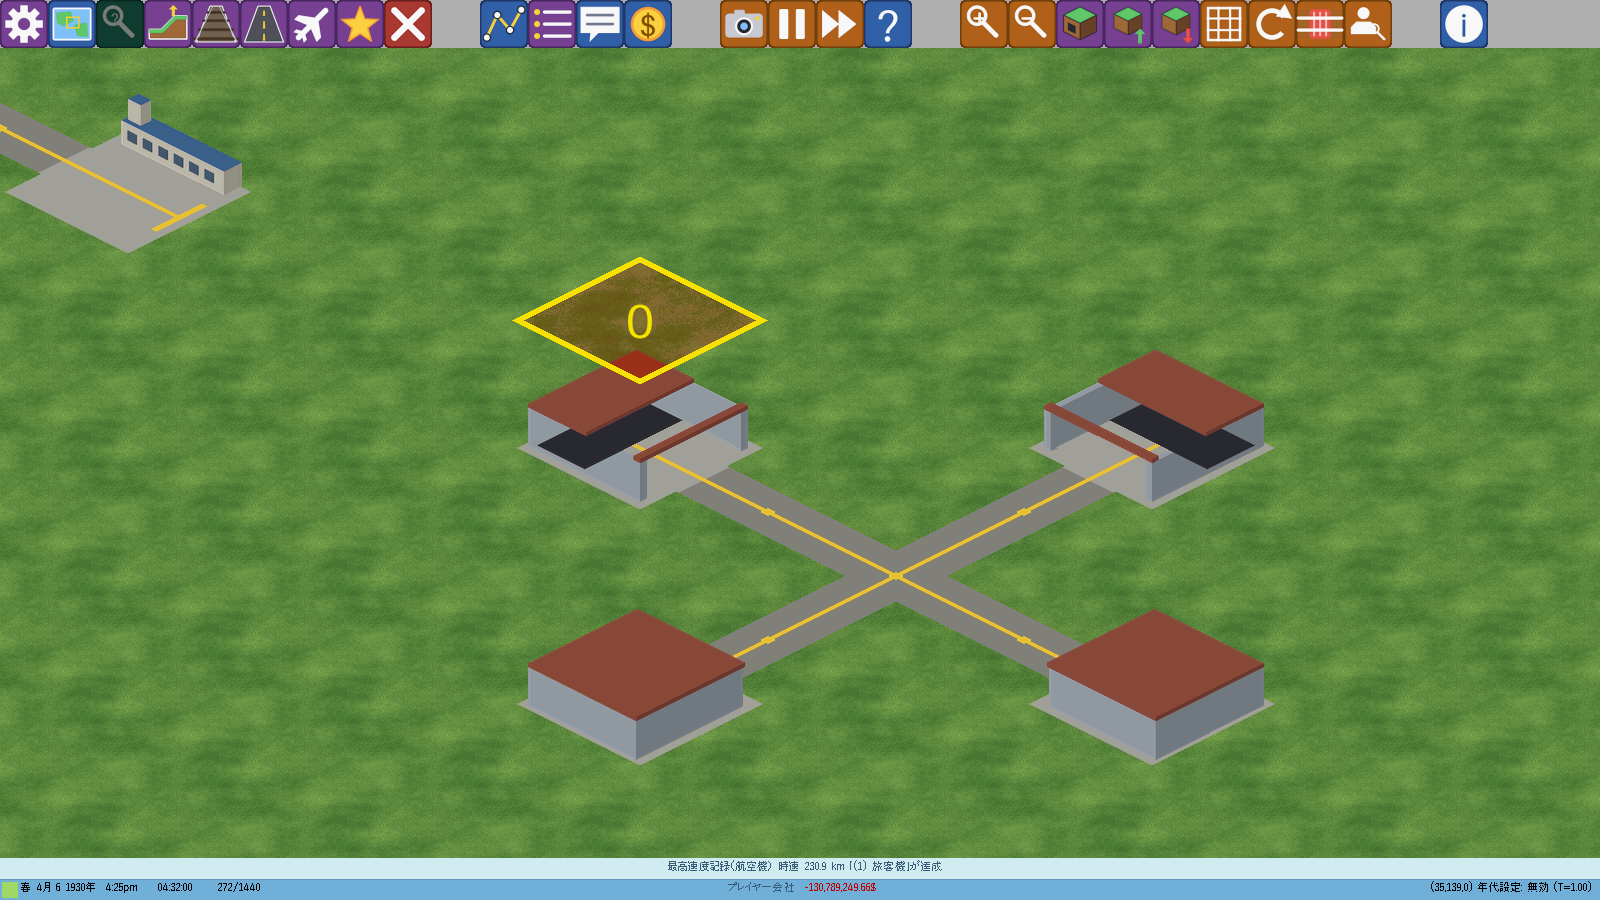 0
最高速度記録(航空機) 時速 230.9 km 「(1) 旅客機」が達成
春 4月 6 1930年 4:25pm 04:32:00 272/1440 プレイヤー会社 -130,789,249.66$ (35,139,0) 年代設定: 無効 (T=1.00)